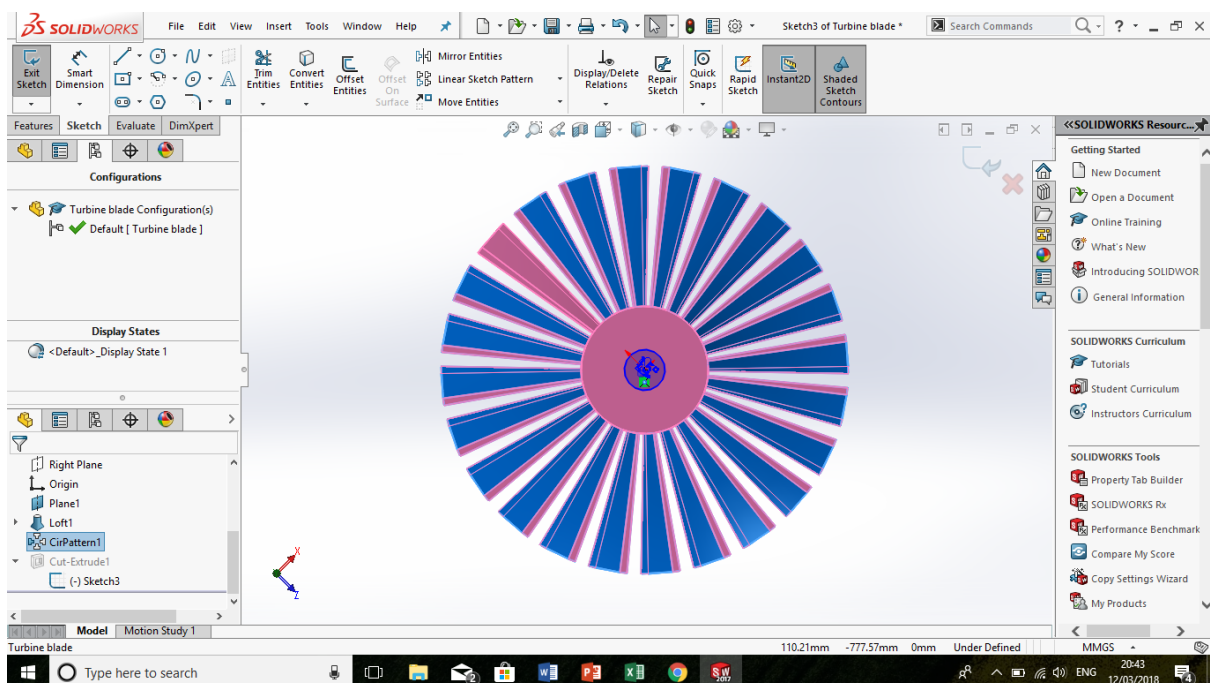 SOLIDWORKS File Edit View Insert Tools Window Help Sketch3 of Turbine blade * Search Commands ?
Exit Sketch
Smart Dimension
Trim Entities
Convert Entities
Offset Entities
Offset On Surface
Mirror Entities
Linear Sketch Pattern
Move Entities
Display/Delete Relations
Repair Sketch
Quick Snaps
Rapid Sketch
Instant2D
Shaded Sketch Contours
Features Sketch Evaluate DimXpert
Configurations
Turbine blade Configuration(s)
Default [ Turbine blade ]
Display States
<Default>_Display State 1
Right Plane
Origin
Plane1
Loft1
CirPattern1
Cut-Extrude1
(-) Sketch3
X
Z
«SOLIDWORKS Resourc...
Getting Started
New Document
Open a Document
Online Training
What's New
Introducing SOLIDWOR
General Information
SOLIDWORKS Curriculum
Tutorials
Student Curriculum
Instructors Curriculum
SOLIDWORKS Tools
Property Tab Builder
SOLIDWORKS Rx
Performance Benchmark
Compare My Score
Copy Settings Wizard
My Products
Model Motion Study 1
Turbine blade 110.21mm -777.57mm 0mm Under Defined MMGS
Type here to search ENG 20:43
12/03/2018